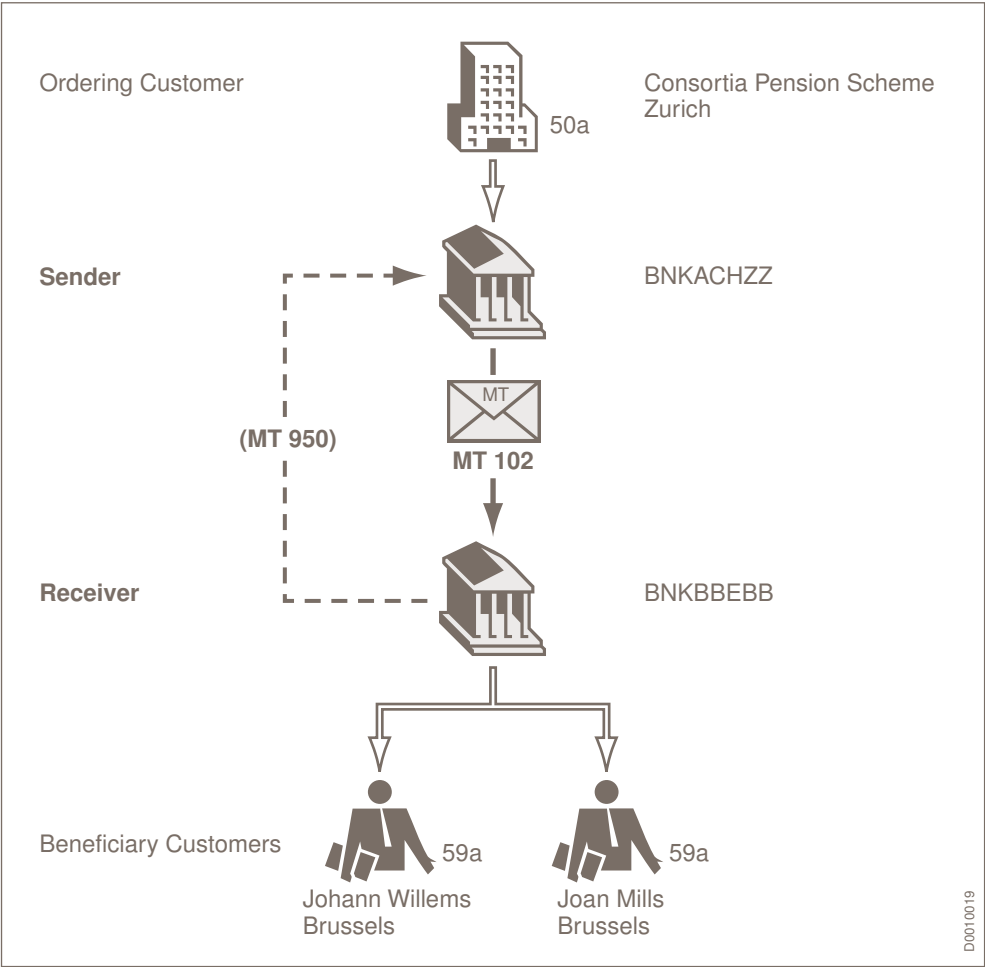 Ordering Customer
50a
Consortia Pension Scheme
Zurich
Sender
BNKACHZZ
MT
(MT 950)
MT 102
Receiver
BNKBBEBB
Beneficiary Customers
59a
59a
Johann Willems
Brussels
Joan Mills
Brussels
D0010019